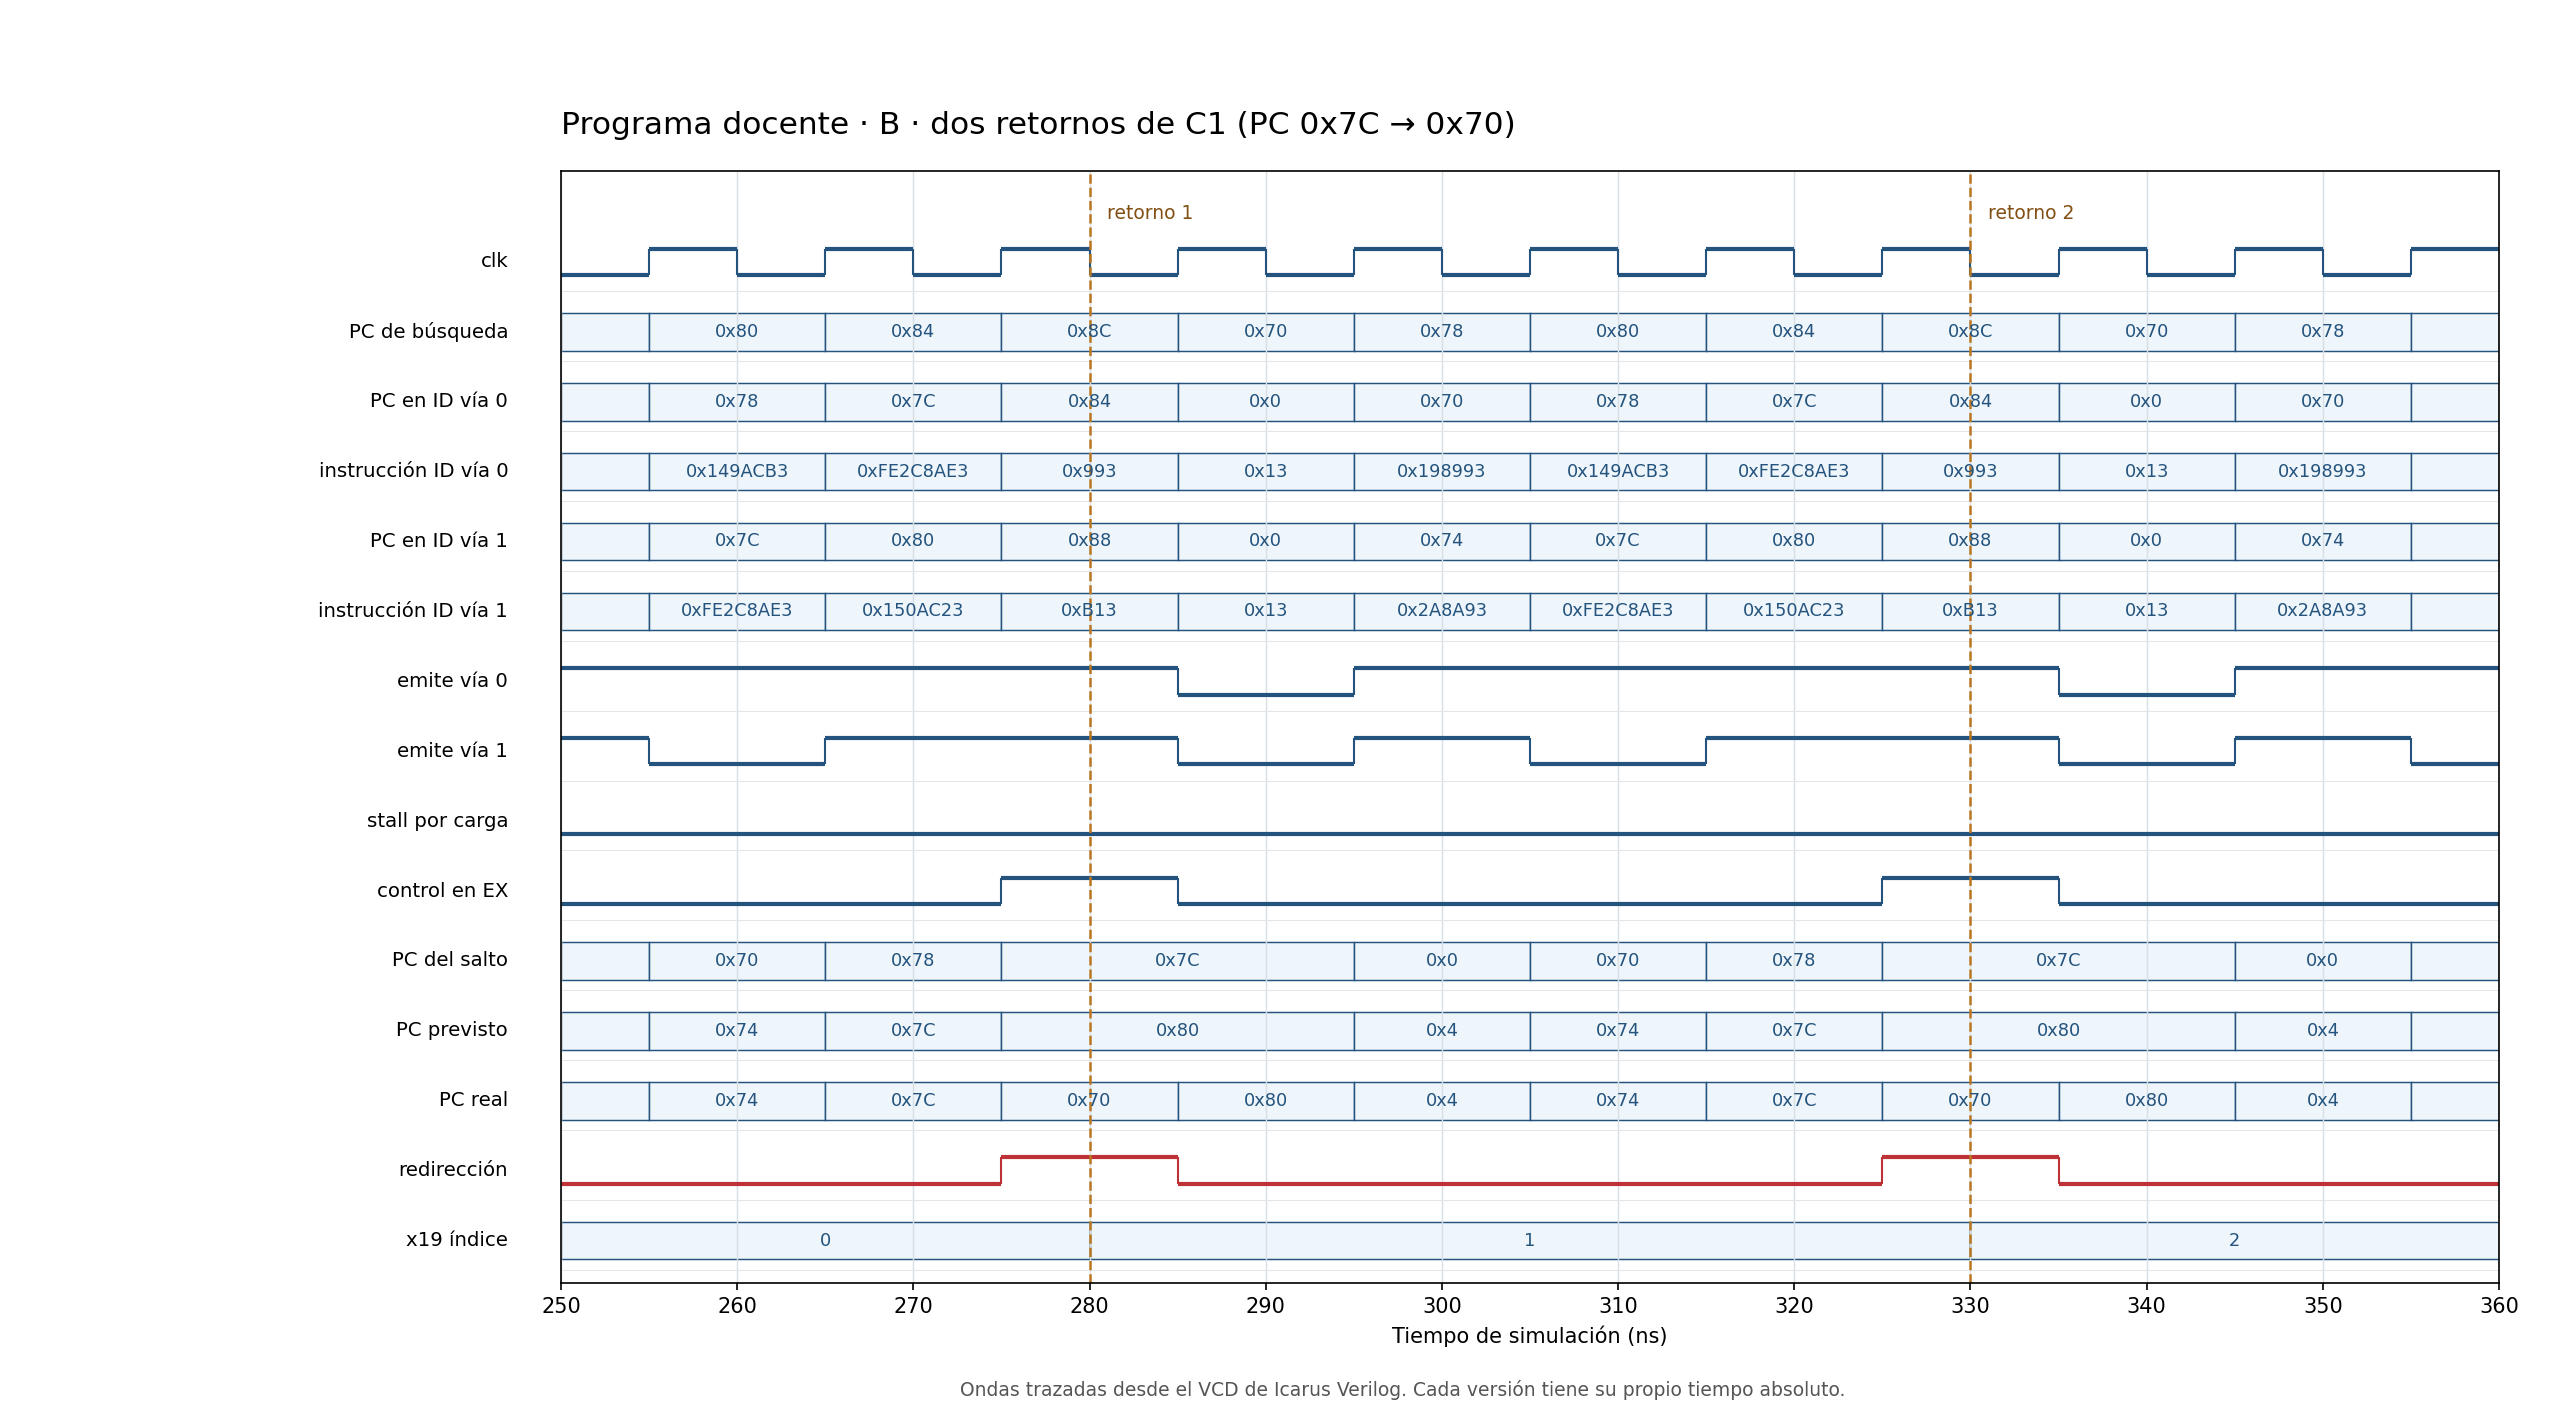 Programa docente · B · dos retornos de C1 (PC 0x7C → 0x70)
retorno 1 retorno 2
clk
PC de búsqueda 0x80 0x84 0x8C 0x70 0x78 0x80 0x84 0x8C 0x70 0x78
PC en ID vía 0 0x78 0x7C 0x84 0x0 0x70 0x78 0x7C 0x84 0x0 0x70
instrucción ID vía 0 0x149ACB3 0xFE2C8AE3 0x993 0x13 0x198993 0x149ACB3 0xFE2C8AE3 0x993 0x13 0x198993
PC en ID vía 1 0x7C 0x80 0x88 0x0 0x74 0x7C 0x80 0x88 0x0 0x74
instrucción ID vía 1 0xFE2C8AE3 0x150AC23 0xB13 0x13 0x2A8A93 0xFE2C8AE3 0x150AC23 0xB13 0x13 0x2A8A93
emite vía 0
emite vía 1
stall por carga
control en EX
PC del salto 0x70 0x78 0x7C 0x0 0x70 0x78 0x7C 0x0
PC previsto 0x74 0x7C 0x80 0x4 0x74 0x7C 0x80 0x4
PC real 0x74 0x7C 0x70 0x80 0x4 0x74 0x7C 0x70 0x80 0x4
redirección
x19 índice 0 1 2
250 260 270 280 290 300 310 320 330 340 350 360
Tiempo de simulación (ns)
Ondas trazadas desde el VCD de Icarus Verilog. Cada versión tiene su propio tiempo absoluto.